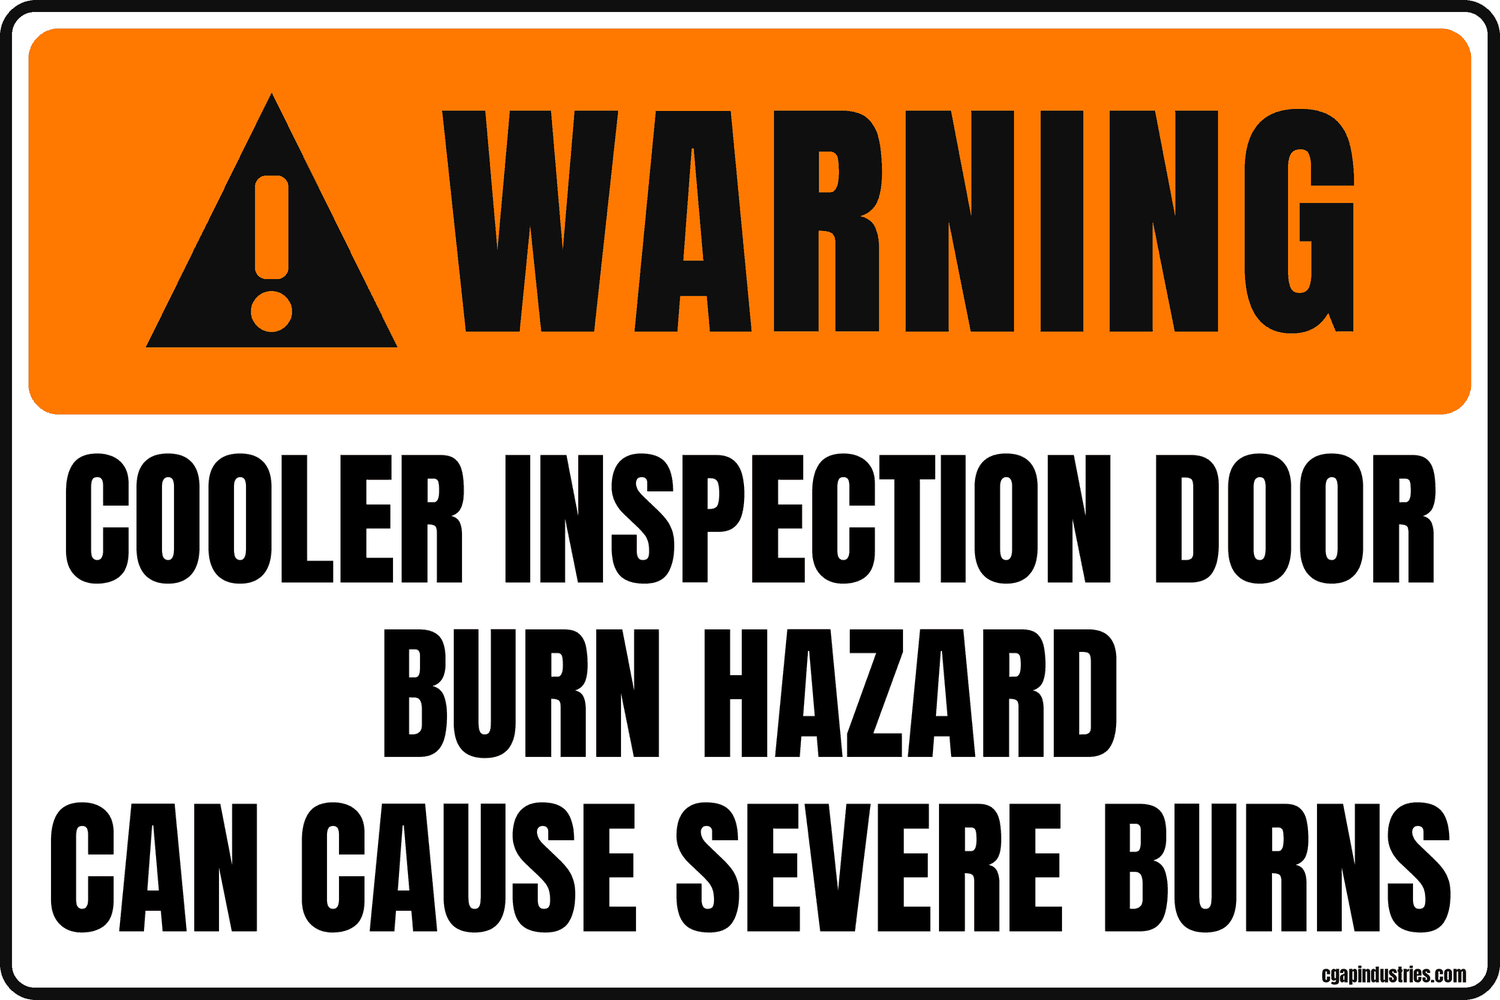 WARNING
COOLER INSPECTION DOOR
BURN HAZARD
CAN CAUSE SEVERE BURNS
cgapindustries.com